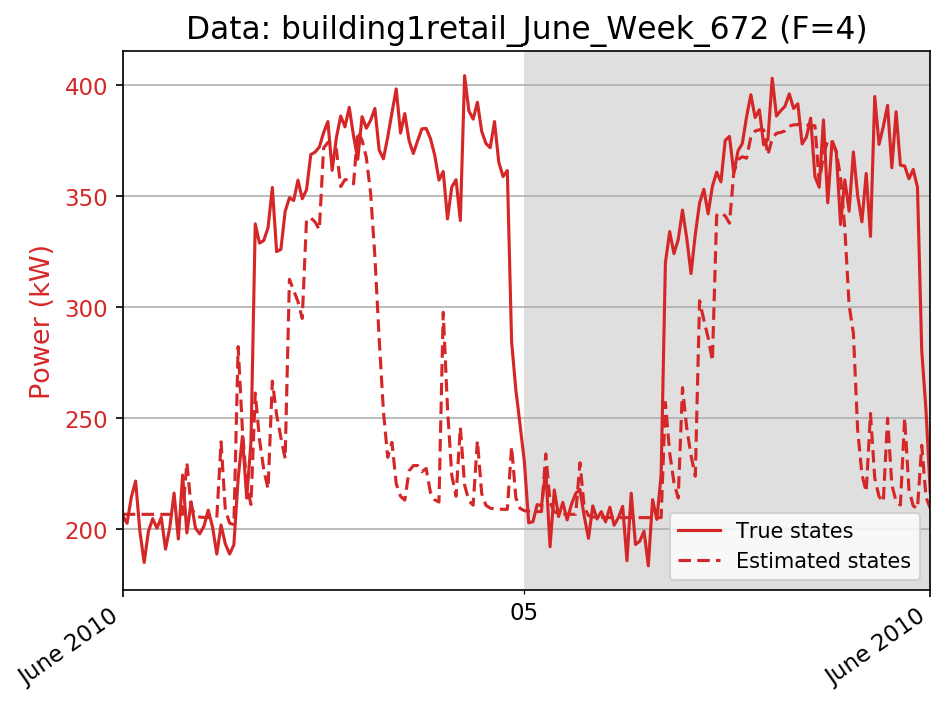 Data: building1retail_June_Week_672 (F=4)
400
350
300
250
200
Power (kW)
True states
Estimated states
June 2010
05
June 2010